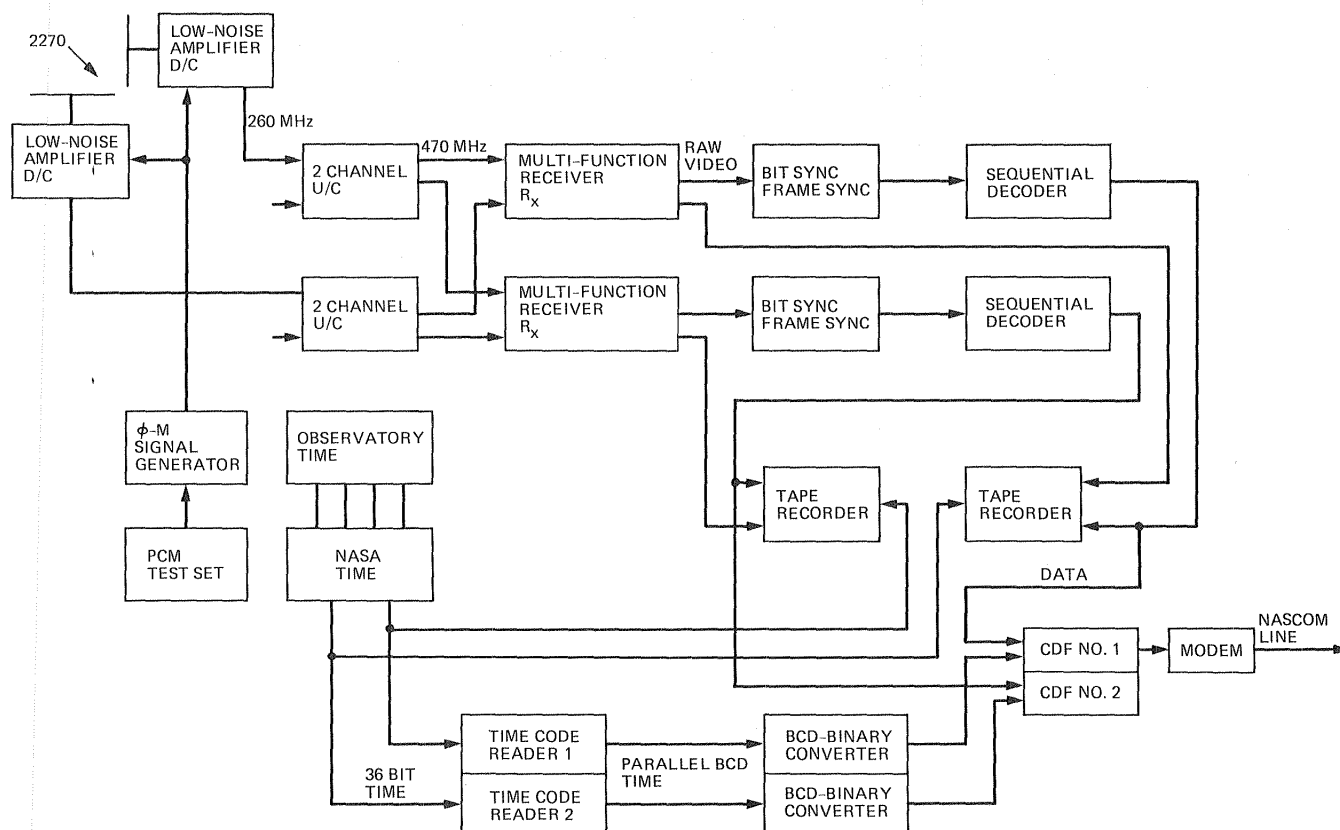 2270
LOW-NOISE
AMPLIFIER
D/C
LOW-NOISE
AMPLIFIER
D/C
260 MHz
2 CHANNEL
U/C
470 MHz
MULTI-FUNCTION
RECEIVER
Rx
RAW
VIDEO
BIT SYNC
FRAME SYNC
SEQUENTIAL
DECODER
2 CHANNEL
U/C
MULTI-FUNCTION
RECEIVER
Rx
BIT SYNC
FRAME SYNC
SEQUENTIAL
DECODER
ϕ-M
SIGNAL
GENERATOR
OBSERVATORY
TIME
TAPE
RECORDER
TAPE
RECORDER
PCM
TEST SET
NASA
TIME
DATA
CDF NO. 1
CDF NO. 2
MODEM
NASCOM
LINE
36 BIT
TIME
TIME CODE
READER 1
TIME CODE
READER 2
PARALLEL BCD
TIME
BCD-BINARY
CONVERTER
BCD-BINARY
CONVERTER